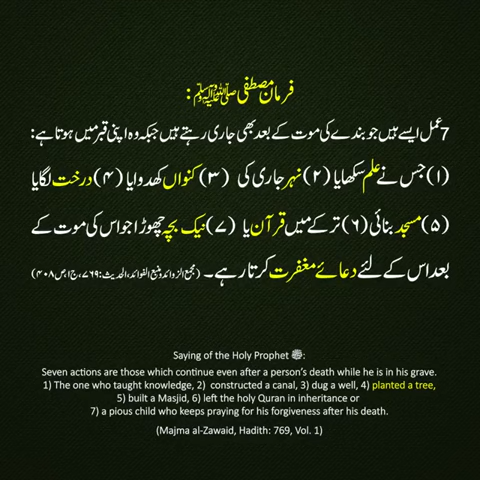 فرمان مصطفی ﷺ :
7 عمل ایسے ہیں جو بندے کی موت کے بعد بھی جاری رہتے ہیں جبکہ وہ اپنی قبر میں ہوتا ہے :
(۱) جس نے علم سکھایا (۲) نہر جاری کی (۳) کنواں کھدوایا (۴) درخت لگایا
(۵) مسجد بنائی (۶) ترکے میں قرآن یا (۷) نیک بچہ چھوڑا جو اس کی موت کے
بعد اس کے لئے دعائے مغفرت کرتا رہے ۔ (مجمع الزوائد و منبع الفوائد، الحدیث: ۷۶۹، ج۱ ص ۴۰۸)
Saying of the Holy Prophet ﷺ:
Seven actions are those which continue even after a person's death while he is in his grave.
1) The one who taught knowledge, 2) constructed a canal, 3) dug a well, 4) planted a tree,
5) built a Masjid, 6) left the holy Quran in inheritance or
7) a pious child who keeps praying for his forgiveness after his death.
(Majma al-Zawaid, Hadith: 769, Vol. 1)